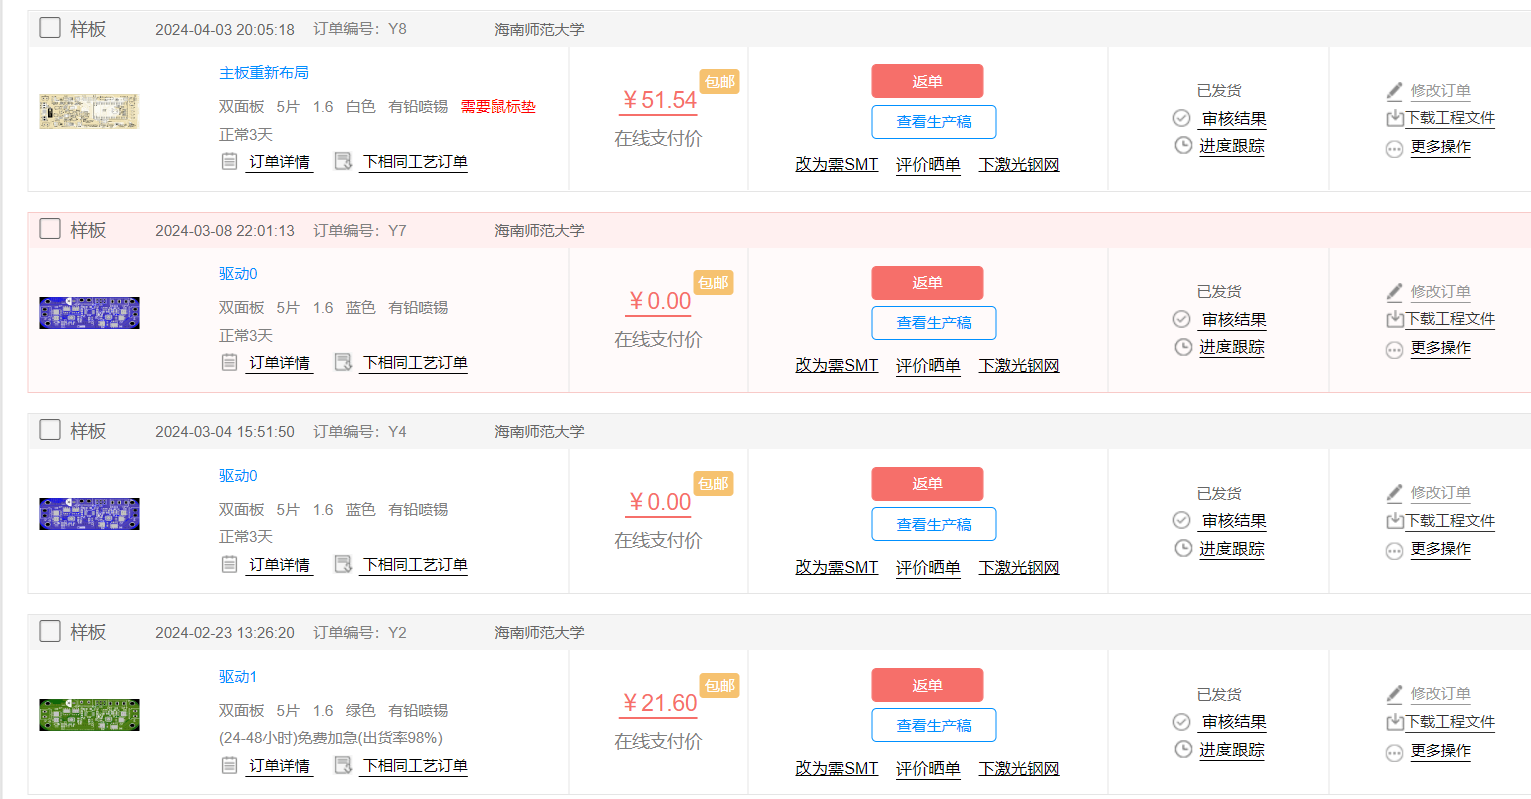 样板 2024-04-03 20:05:18 订单编号：Y8 海南师范大学
主板重新布局
双面板 5片 1.6 白色 有铅喷锡 需要鼠标垫
正常3天
订单详情 下相同工艺订单
包邮
￥51.54
在线支付价
返单
查看生产稿
改为需SMT 评价晒单 下激光钢网
已发货
审核结果
进度跟踪
修改订单
下载工程文件
更多操作
样板 2024-03-08 22:01:13 订单编号：Y7 海南师范大学
驱动0
双面板 5片 1.6 蓝色 有铅喷锡
正常3天
订单详情 下相同工艺订单
包邮
￥0.00
在线支付价
返单
查看生产稿
改为需SMT 评价晒单 下激光钢网
已发货
审核结果
进度跟踪
修改订单
下载工程文件
更多操作
样板 2024-03-04 15:51:50 订单编号：Y4 海南师范大学
驱动0
双面板 5片 1.6 蓝色 有铅喷锡
正常3天
订单详情 下相同工艺订单
包邮
￥0.00
在线支付价
返单
查看生产稿
改为需SMT 评价晒单 下激光钢网
已发货
审核结果
进度跟踪
修改订单
下载工程文件
更多操作
样板 2024-02-23 13:26:20 订单编号：Y2 海南师范大学
驱动1
双面板 5片 1.6 绿色 有铅喷锡
(24-48小时)免费加急(出货率98%)
订单详情 下相同工艺订单
包邮
￥21.60
在线支付价
返单
查看生产稿
改为需SMT 评价晒单 下激光钢网
已发货
审核结果
进度跟踪
修改订单
下载工程文件
更多操作